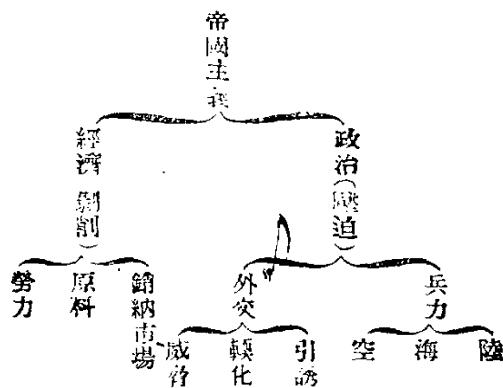 帝國主義
政治(壓迫)
經濟(剝削)
兵力
外交
銷納市場
原料
勞力
陸
海
空
引誘
軟化
威脅